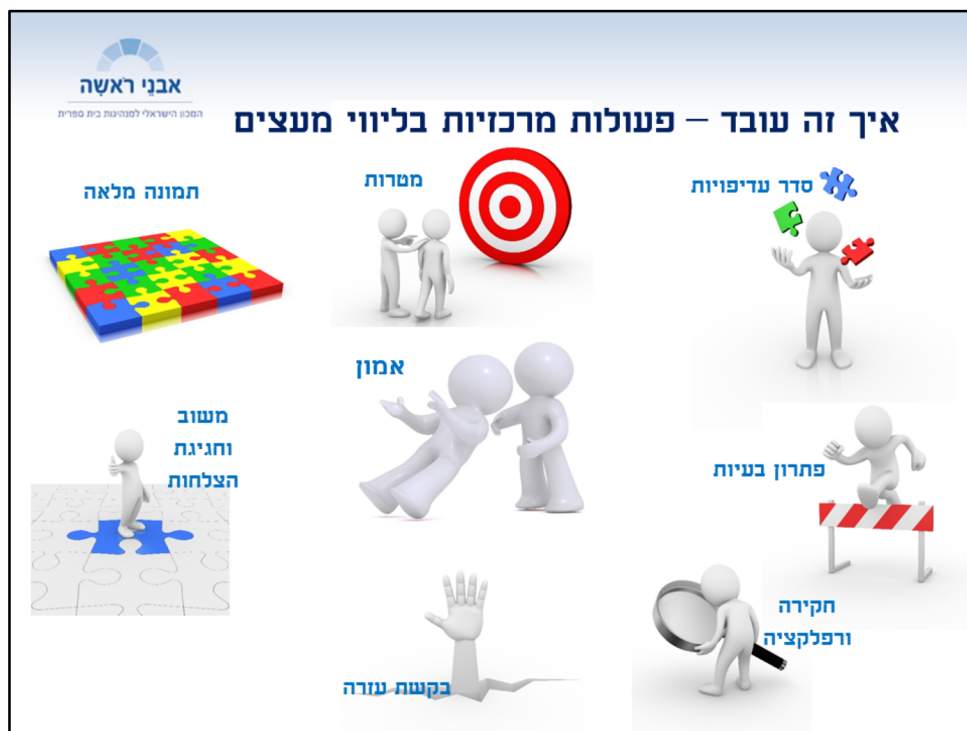 אבני ראשה
המכון הישראלי למנהיגות בית ספרית
איך זה עובד – פעולות מרכזיות בליווי מעצים
סדר עדיפויות
מטרות
תמונה מלאה
אמון
פתרון בעיות
משוב
וחגיגת
הצלחות
חקירה
ורפלקציה
בקשת עזרה